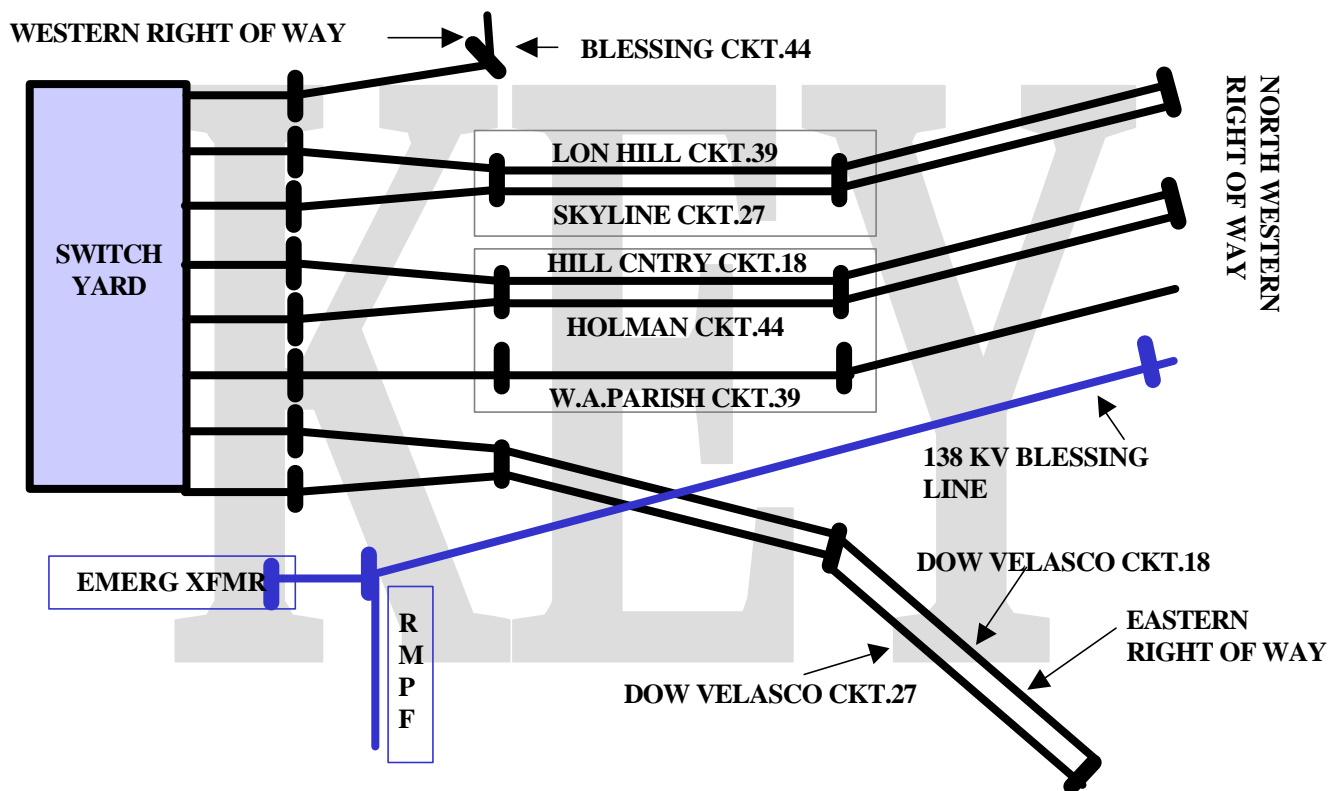 WESTERN RIGHT OF WAY
BLESSING CKT.44
NORTH WESTERN
RIGHT OF WAY
LON HILL CKT.39
SKYLINE CKT.27
SWITCH
YARD
HILL CNTRY CKT.18
HOLMAN CKT.44
W.A.PARISH CKT.39
138 KV BLESSING
LINE
EMERG XFMR
DOW VELASCO CKT.18
R
M
P
F
EASTERN
RIGHT OF WAY
DOW VELASCO CKT.27
KEY